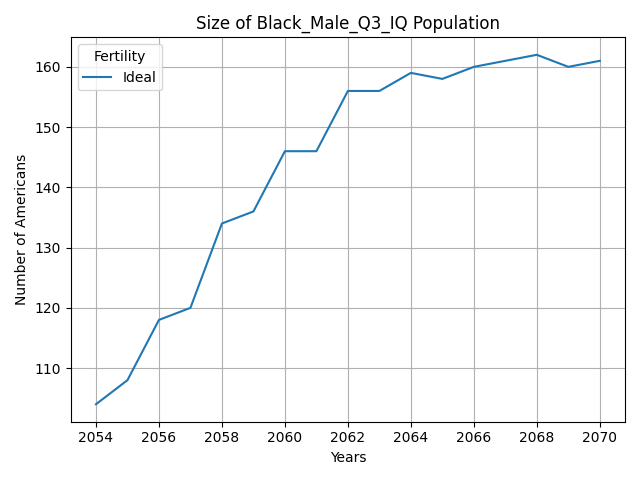 Size of Black_Male_Q3_IQ Population
Fertility
Ideal
160
150
140
130
120
110
Number of Americans
2054 2056 2058 2060 2062 2064 2066 2068 2070
Years